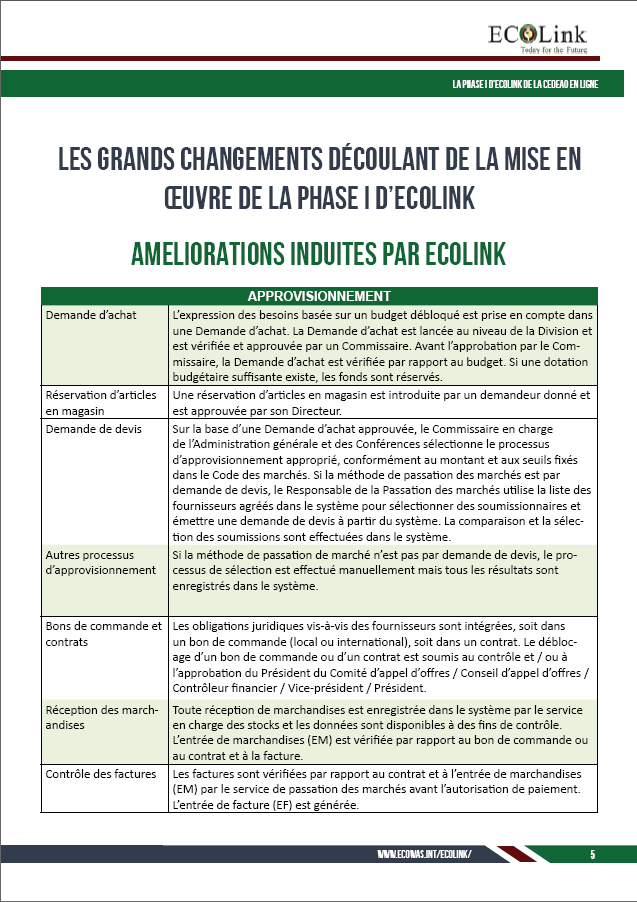 ECOLink
Today for the Future
LA PHASE I D'ECOLINK DE LA CEDEAO EN LIGNE
LES GRANDS CHANGEMENTS DÉCOULANT DE LA MISE EN
ŒUVRE DE LA PHASE I D'ECOLINK
AMELIORATIONS INDUITES PAR ECOLINK
APPROVISIONNEMENT
Demande d'achat
L'expression des besoins basée sur un budget débloqué est prise en compte dans
une Demande d'achat. La Demande d'achat est lancée au niveau de la Division et
est vérifiée et approuvée par un Commissaire. Avant l'approbation par le Com-
missaire, la Demande d'achat est vérifiée par rapport au budget. Si une dotation
budgétaire suffisante existe, les fonds sont réservés.
Réservation d'articles
en magasin
Une réservation d'articles en magasin est introduite par un demandeur donné et
est approuvée par son Directeur.
Demande de devis
Sur la base d'une Demande d'achat approuvée, le Commissaire en charge
de l'Administration générale et des Conférences sélectionne le processus
d'approvisionnement approprié, conformément au montant et aux seuils fixés
dans le Code des marchés. Si la méthode de passation des marchés est par
demande de devis, le Responsable de la Passation des marchés utilise la liste des
fournisseurs agréés dans le système pour sélectionner des soumissionnaires et
émettre une demande de devis à partir du système. La comparaison et la sélec-
tion des soumissions sont effectuées dans le système.
Autres processus
d'approvisionnement
Si la méthode de passation de marché n'est pas par demande de devis, le pro-
cessus de sélection est effectué manuellement mais tous les résultats sont
enregistrés dans le système.
Bons de commande et
contrats
Les obligations juridiques vis-à-vis des fournisseurs sont intégrées, soit dans
un bon de commande (local ou international), soit dans un contrat. Le débloc-
age d'un bon de commande ou d'un contrat est soumis au contrôle et / ou à
l'approbation du Président du Comité d'appel d'offres / Conseil d'appel d'offres /
Contrôleur financier / Vice-président / Président.
Réception des march-
andises
Toute réception de marchandises est enregistrée dans le système par le service
en charge des stocks et les données sont disponibles à des fins de contrôle.
L'entrée de marchandises (EM) est vérifiée par rapport au bon de commande ou
au contrat et à la facture.
Contrôle des factures
Les factures sont vérifiées par rapport au contrat et à l'entrée de marchandises
(EM) par le service de passation des marchés avant l'autorisation de paiement.
L'entrée de facture (EF) est générée.
WWW.ECOWAS.INT/ECOLINK/
5